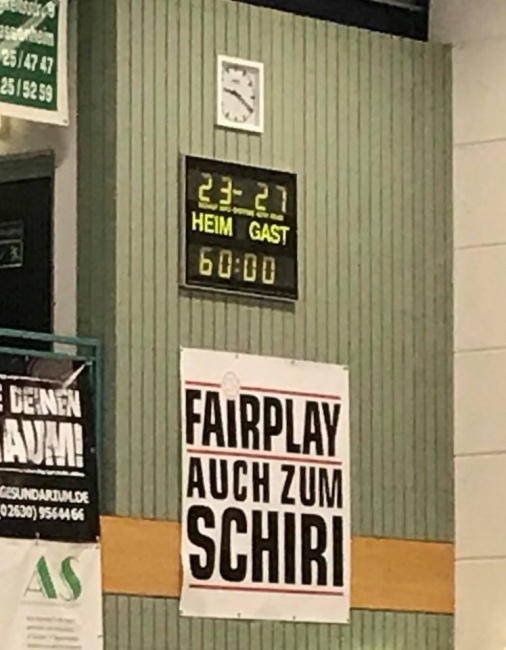 25/47 47
25/52 59
23- 27
HEIM GAST
60:00
FAIRPLAY
AUCH ZUM
SCHIRI
E DEINEN
AUM!
GESUNDARIUM.DE
(02630) 9564466
AS